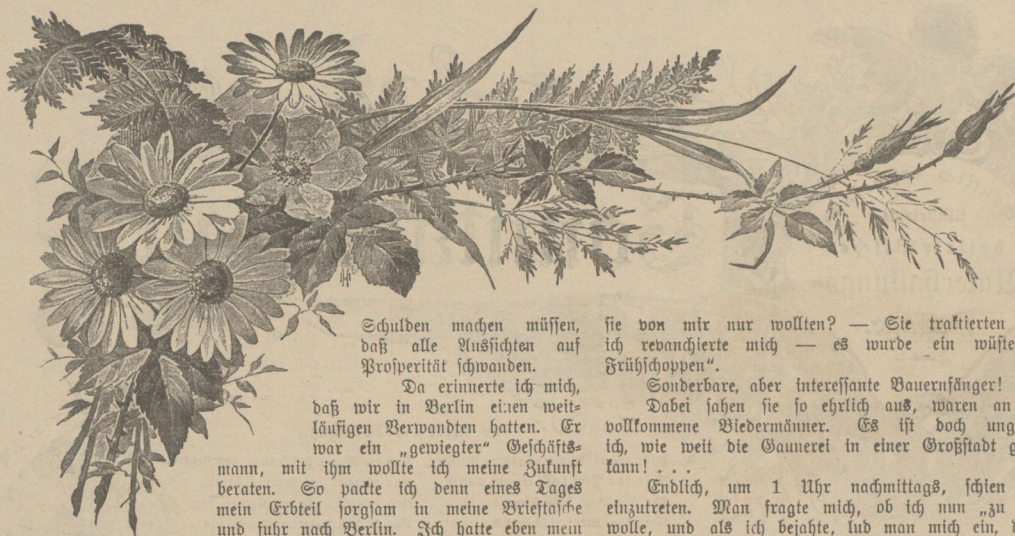 Schulden machen müssen,
daß alle Aussichten auf
Prosperität schwanden.
Da erinnerte ich mich,
daß wir in Berlin einen weit-
läufigen Verwandten hatten. Er
war ein „gewiegter“ Geschäfts-
mann, mit ihm wollte ich meine Zukunft
beraten. So packte ich denn eines Tages
mein Erbteil sorgsam in meine Brieftasche
und fuhr nach Berlin. Ich hatte eben mein
sie von mir nur wollten? — Sie traktierten
ich revanchierte mich — es wurde ein wüste
Frühschoppen“.
Sonderbare, aber interessante Bauernfänger!
Dabei sahen sie so ehrlich aus, waren an
vollkommene Biedermänner. Es ist doch ung
ich, wie weit die Gaunerei in einer Großstadt g
kann! . . .
Endlich, um 1 Uhr nachmittags, schien
einzutreten. Man fragte mich, ob ich nun „zu
wolle, und als ich bejahte, lud man mich ein, d